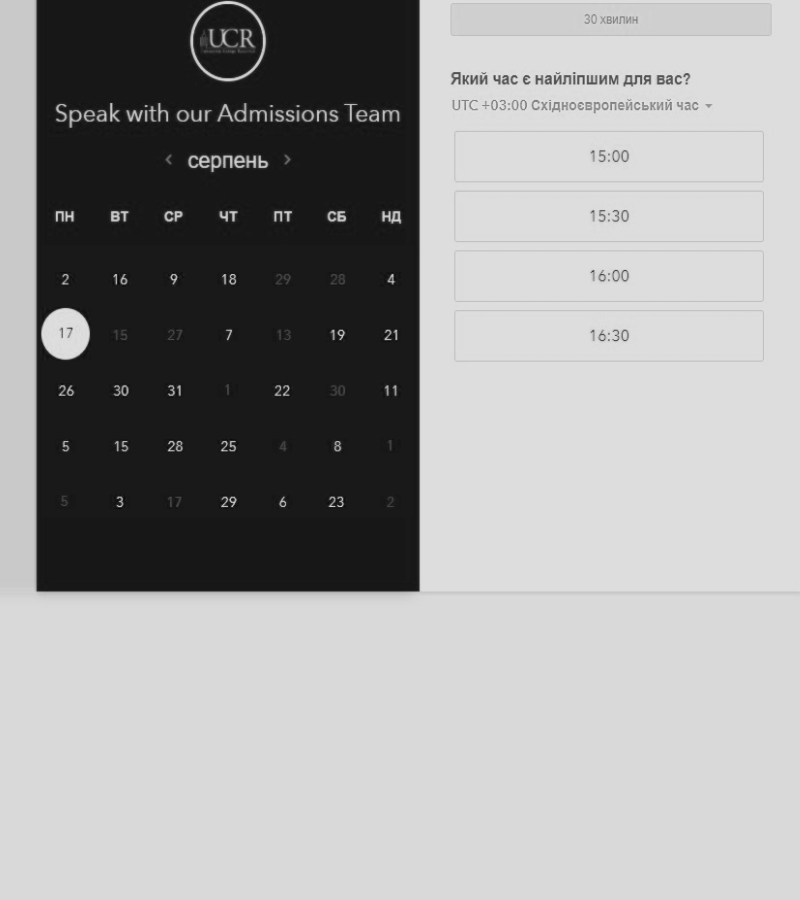 UCR
Speak with our Admissions Team
серпень
ПН ВТ СР ЧТ ПТ СБ НД
2 16 9 18 29 28 4
17 15 27 7 13 19 21
26 30 31 1 22 30 11
5 15 28 25 4 8 1
5 3 17 29 6 23 2
30 хвилин
Який час є найліпшим для вас?
UTC +03:00 Східноєвропейський час
15:00
15:30
16:00
16:30